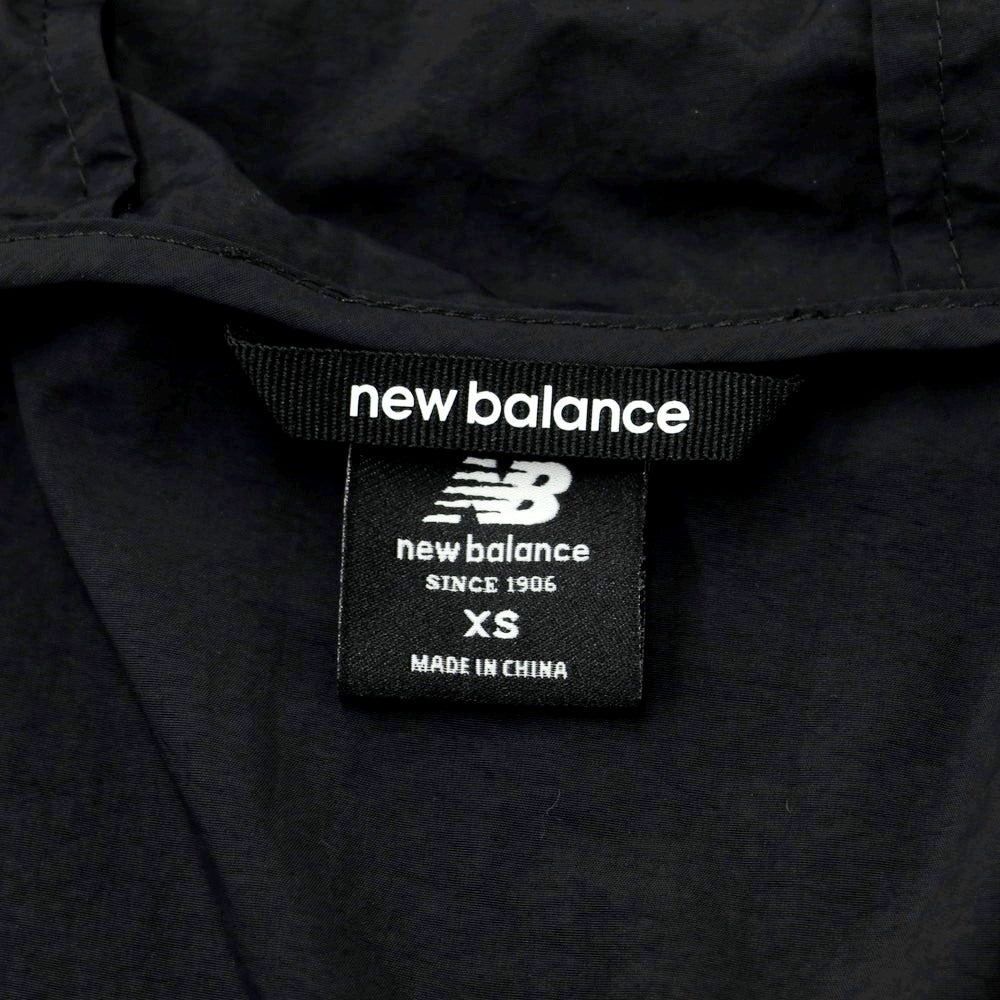 new balance
NB
new balance
SINCE 1906
XS
MADE IN CHINA